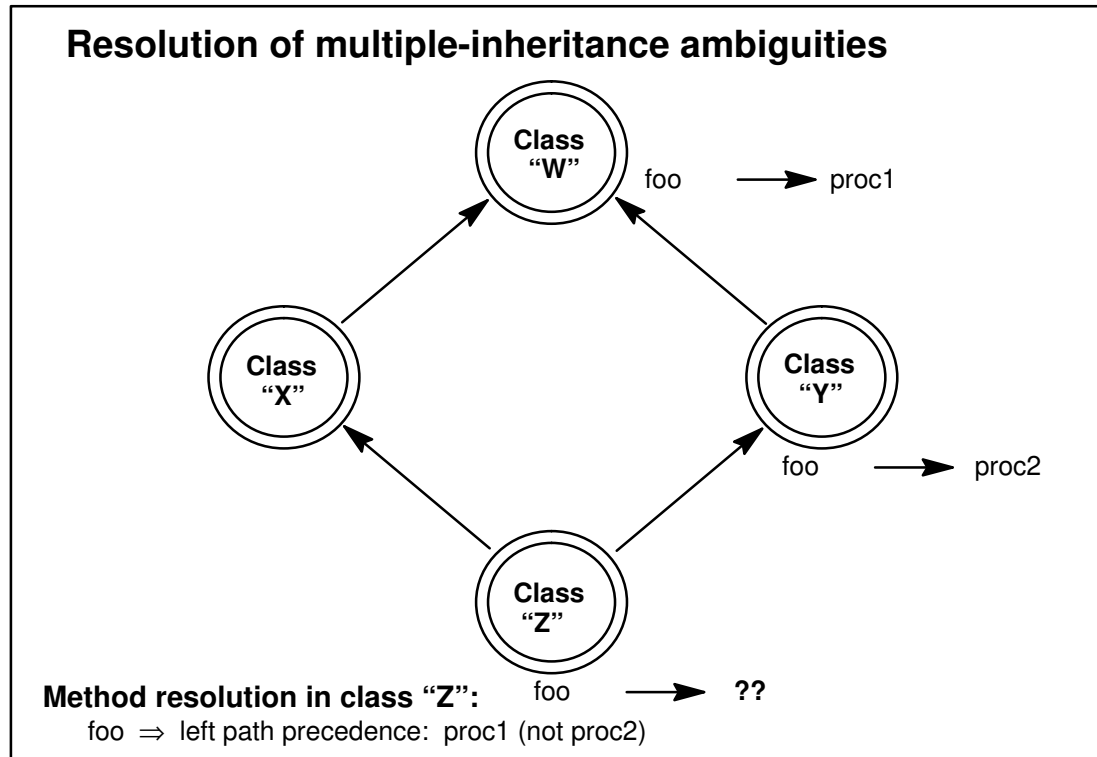 Resolution of multiple-inheritance ambiguities
Class
“W”
foo → proc1
Class
“X”
Class
“Y”
foo → proc2
Class
“Z”
Method resolution in class “Z”: foo → ??
foo ⇒ left path precedence: proc1 (not proc2)